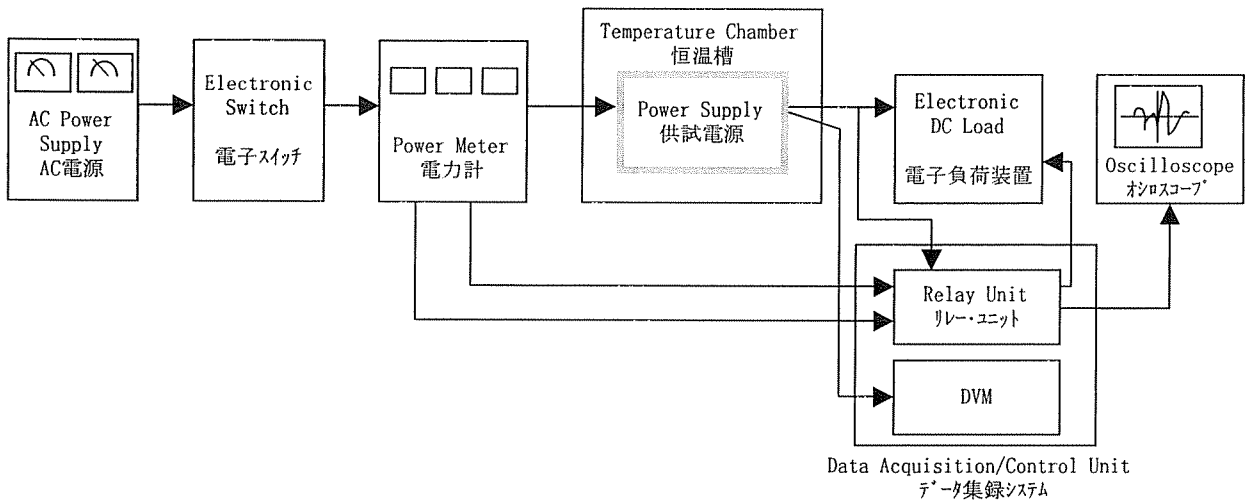 AC Power
Supply
AC電源
Electronic
Switch
電子ｽｲｯﾁ
Power Meter
電力計
Temperature Chamber
恒温槽
Power Supply
供試電源
Electronic
DC Load
電子負荷装置
Oscilloscope
ｵｼﾛｽｺｰﾌﾟ
Relay Unit
ﾘﾚｰ･ﾕﾆｯﾄ
DVM
Data Acquisition/Control Unit
ﾃﾞｰﾀ集録ｼｽﾃﾑ